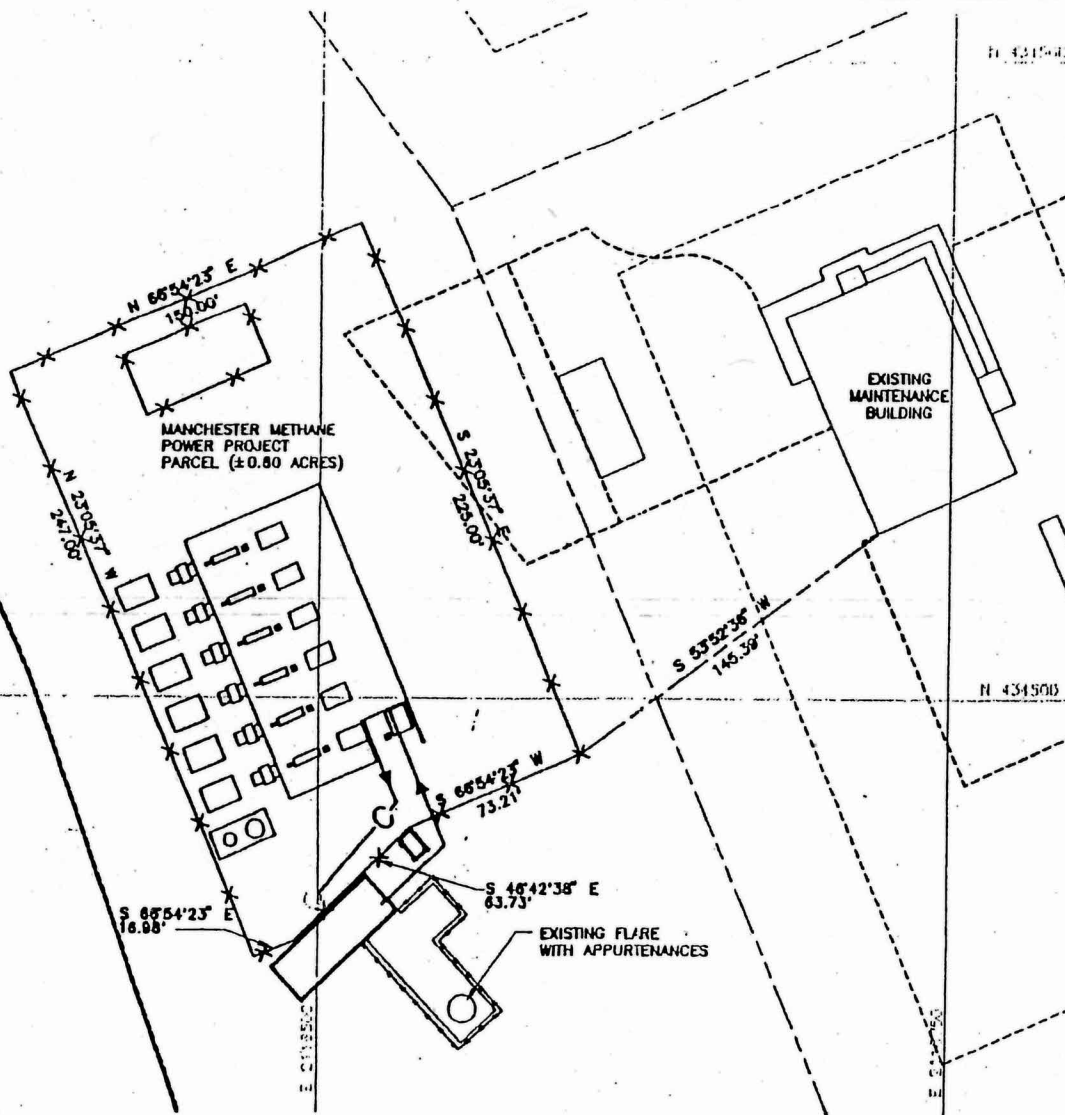 N 66°54'23" E
150.00'
MANCHESTER METHANE
POWER PROJECT
PARCEL (±0.80 ACRES)
EXISTING
MAINTENANCE
BUILDING
N 23°05'37" W
247.00'
S 23°05'37" E
225.00'
S 53°52'38" W
145.39'
N 434500
S 66°54'23" W
73.21'
S 46°42'38" E
63.73'
S 66°54'23" E
16.98'
EXISTING FLARE
WITH APPURTENANCES